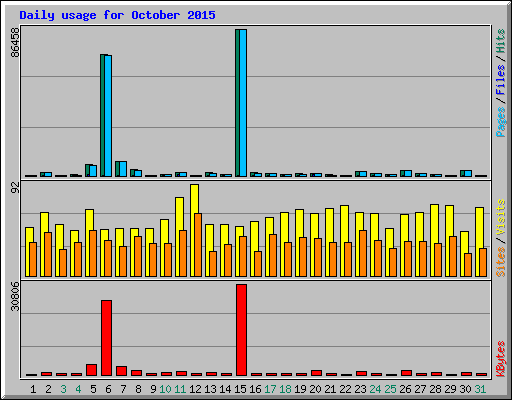 Daily usage for October 2015
86458
Pages / Files / Hits
92
Sites / Visits
30806
KBytes
1 2 3 4 5 6 7 8 9 10 11 12 13 14 15 16 17 18 19 20 21 22 23 24 25 26 27 28 29 30 31